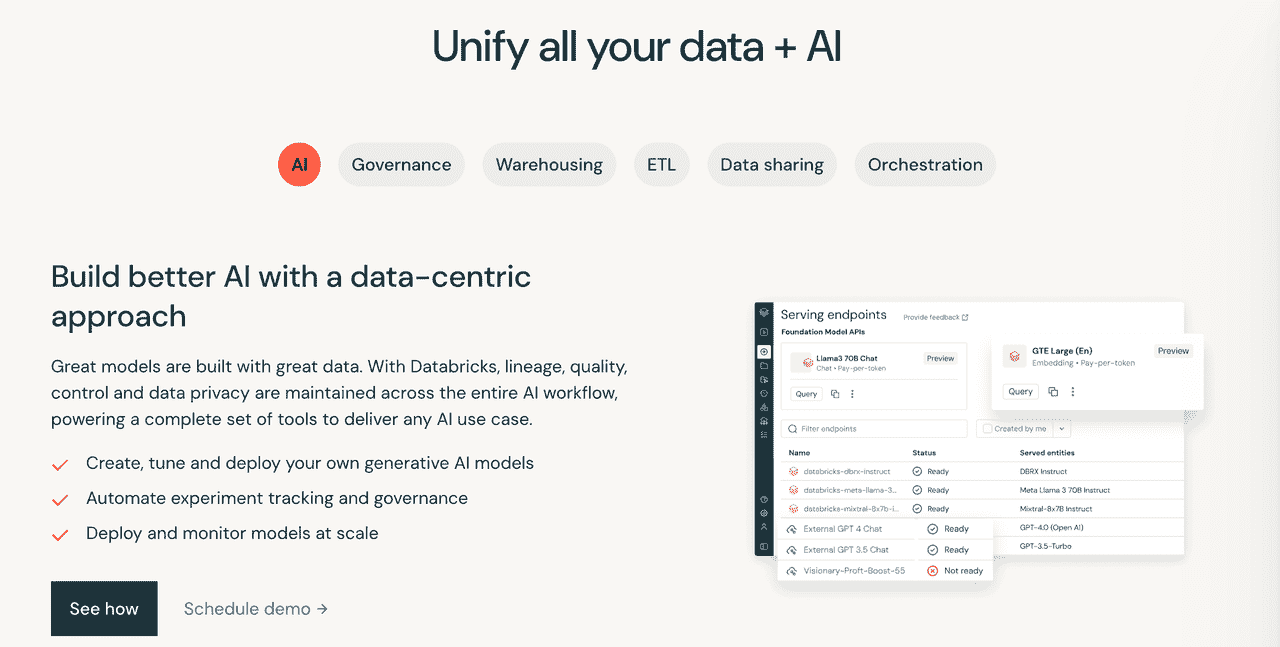 Unify all your data + AI
AI
Governance
Warehousing
ETL
Data sharing
Orchestration
Build better AI with a data-centric
approach
Great models are built with great data. With Databricks, lineage, quality,
control and data privacy are maintained across the entire AI workflow,
powering a complete set of tools to deliver any AI use case.
Create, tune and deploy your own generative AI models
Automate experiment tracking and governance
Deploy and monitor models at scale
See how
Schedule demo →
Serving endpoints
Provide feedback
Foundation Model APIs
Llama3 70B Chat
Preview
Chat • Pay-per-token
Query
GTE Large (En)
Preview
Embedding • Pay-per-token
Query
Filter endpoints
Created by me
Name Status Served entities
databricks-dbrx-instruct Ready DBRX Instruct
databricks-meta-llama-3... Ready Meta Llama 3 70B Instruct
databricks-mixtral-8x7b-i... Ready Mixtral-8x7B Instruct
External GPT 4 Chat Ready GPT-4.0 (Open AI)
External GPT 3.5 Chat Ready GPT-3.5-Turbo
Visionary-Proft-Boost-55 Not ready